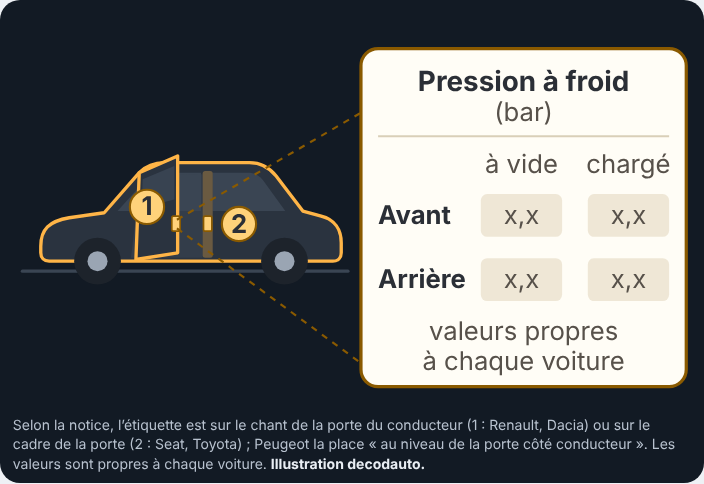 Pression à froid
(bar)
à vide chargé
Avant x,x x,x
Arrière x,x x,x
valeurs propres
à chaque voiture
1
2
Selon la notice, l’étiquette est sur le chant de la porte du conducteur (1 : Renault, Dacia) ou sur le
cadre de la porte (2 : Seat, Toyota) ; Peugeot la place « au niveau de la porte côté conducteur ». Les
valeurs sont propres à chaque voiture. Illustration decodauto.